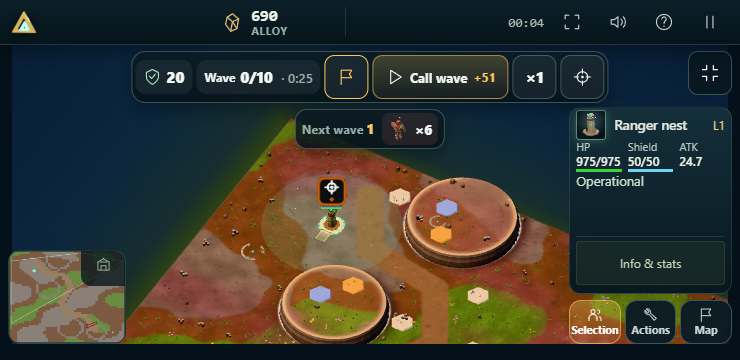 690
ALLOY
00:04
20
Wave 0/10 · 0:25
Call wave +51
×1
Next wave 1 ×6
Ranger nest L1
HP Shield ATK
975/975 50/50 24.7
Operational
Info & stats
Selection
Actions
Map